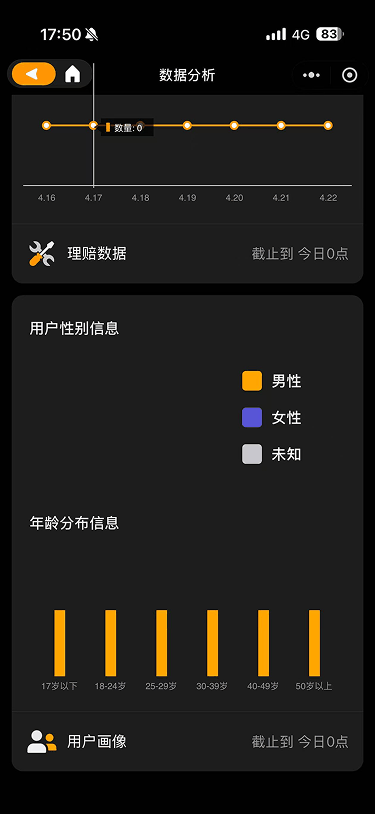 17:50 4G 83
数据分析
数量: 0
4.16 4.17 4.18 4.19 4.20 4.21 4.22
理赔数据 截止到 今日0点
用户性别信息
男性
女性
未知
年龄分布信息
17岁以下 18-24岁 25-29岁 30-39岁 40-49岁 50岁以上
用户画像 截止到 今日0点